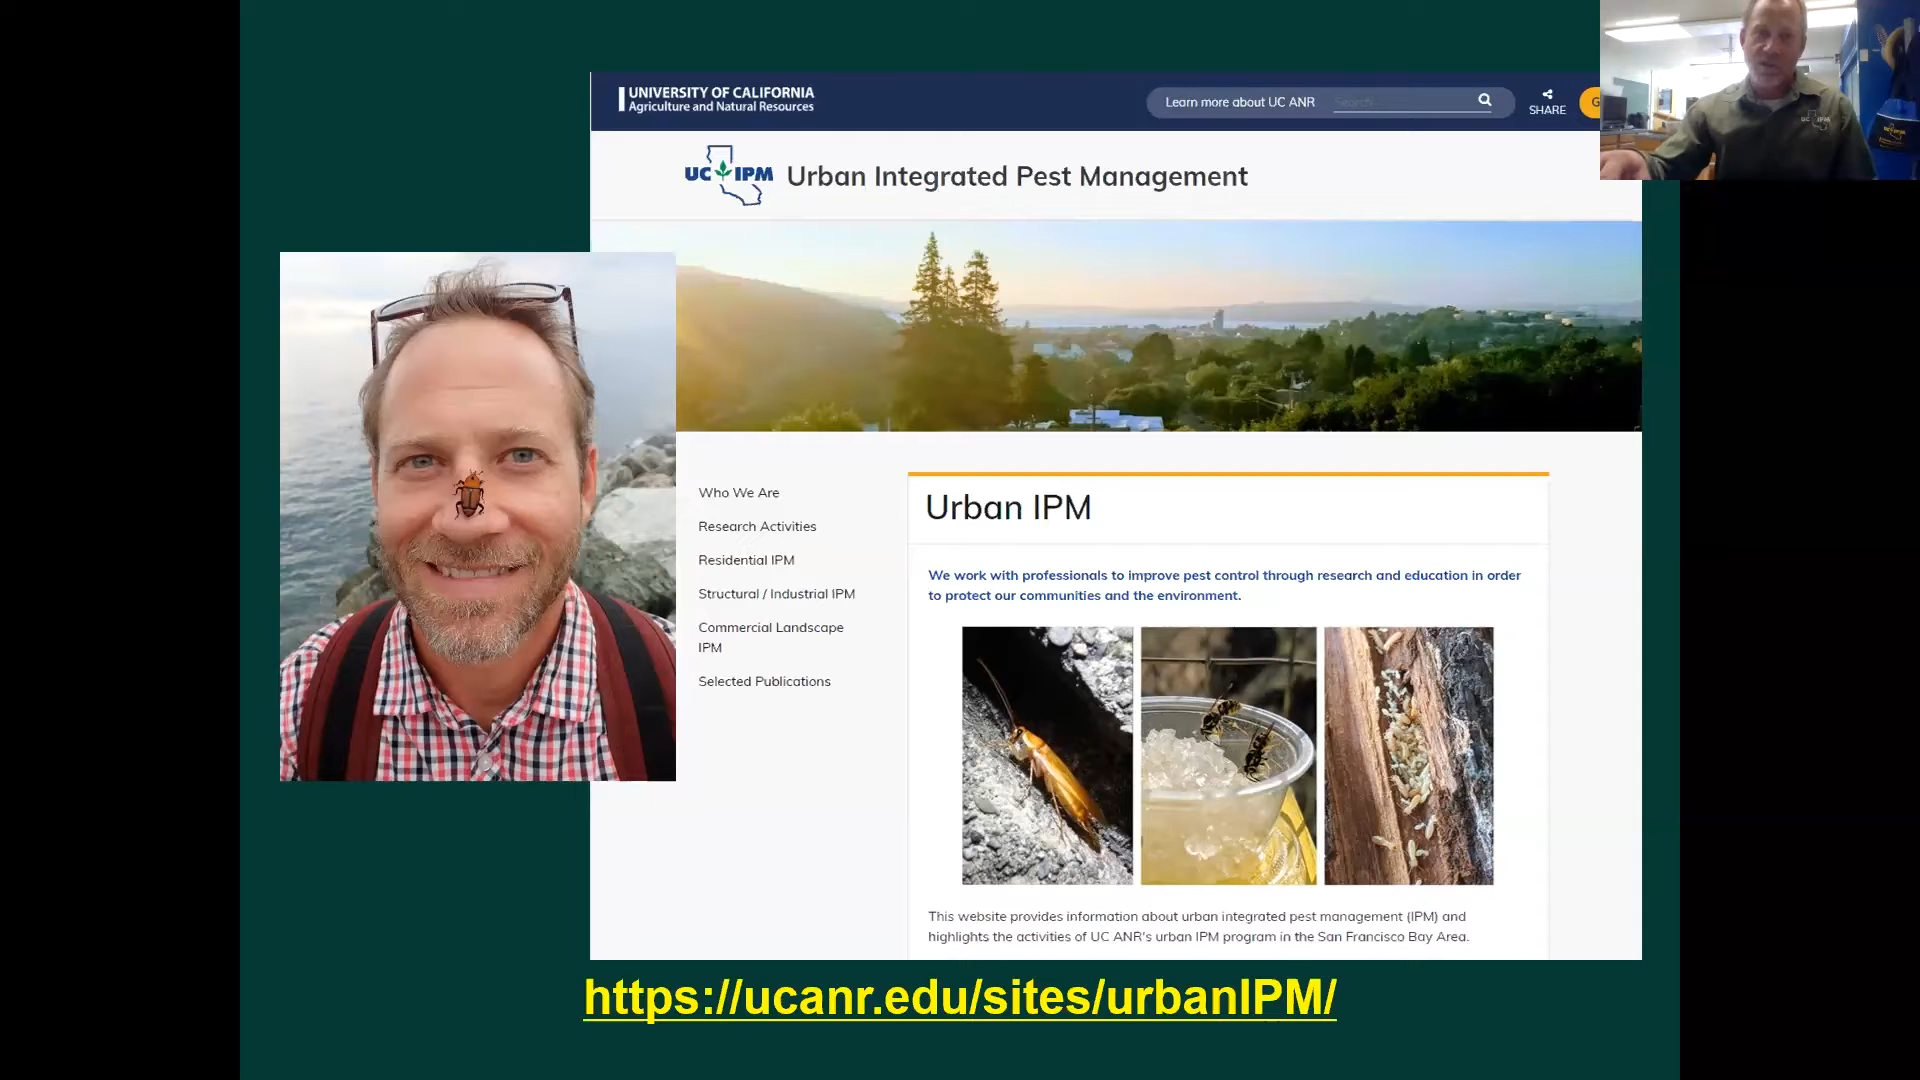 UNIVERSITY OF CALIFORNIA
Agriculture and Natural Resources
Learn more about UC ANR
Search
SHARE
G
UC IPM
Urban Integrated Pest Management
UC IPM
Who We Are
Research Activities
Residential IPM
Structural / Industrial IPM
Commercial Landscape
IPM
Selected Publications
Urban IPM
We work with professionals to improve pest control through research and education in order
to protect our communities and the environment.
This website provides information about urban integrated pest management (IPM) and
highlights the activities of UC ANR's urban IPM program in the San Francisco Bay Area.
https://ucanr.edu/sites/urbanIPM/